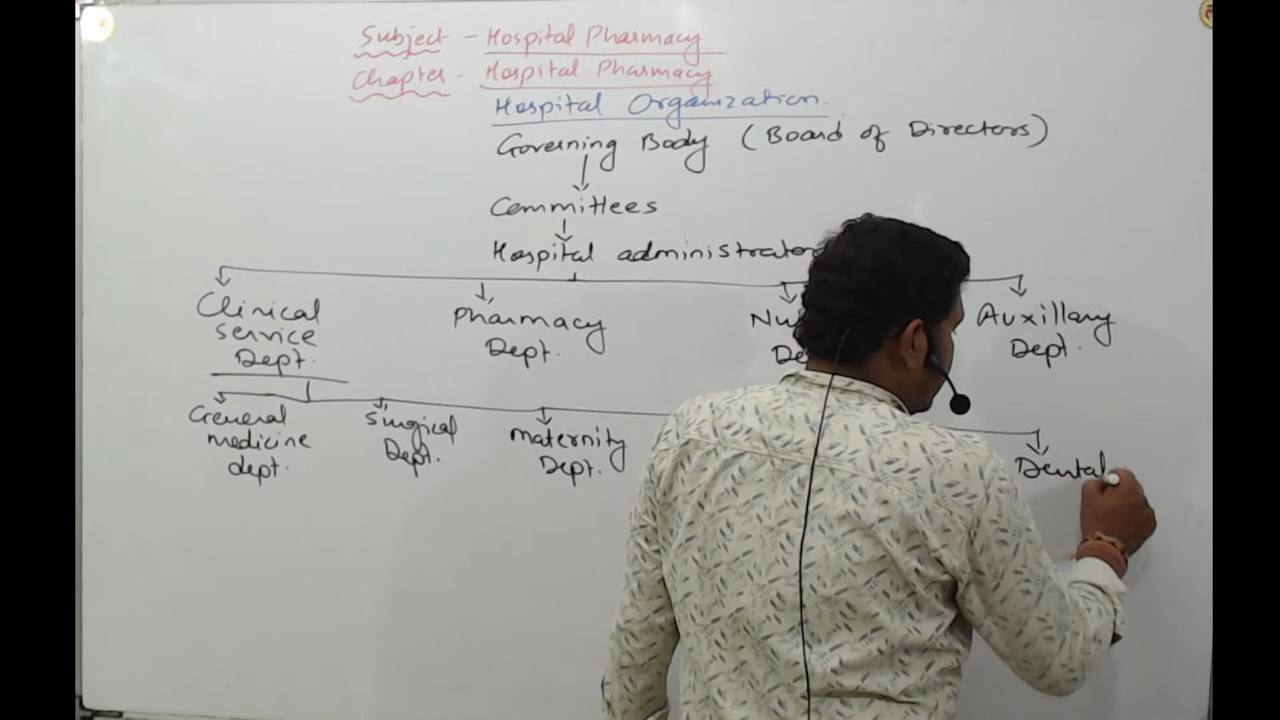 Subject - Hospital Pharmacy
Chapter - Hospital Pharmacy
Hospital Organization.
Governing Body (Board of Directors)
Committees
Hospital administrator
Clinical
service
Dept.
Pharmacy
Dept.
Auxillary
Dept.
General
medicine
dept.
Surgical
Dept.
Maternity
Dept.
Dental